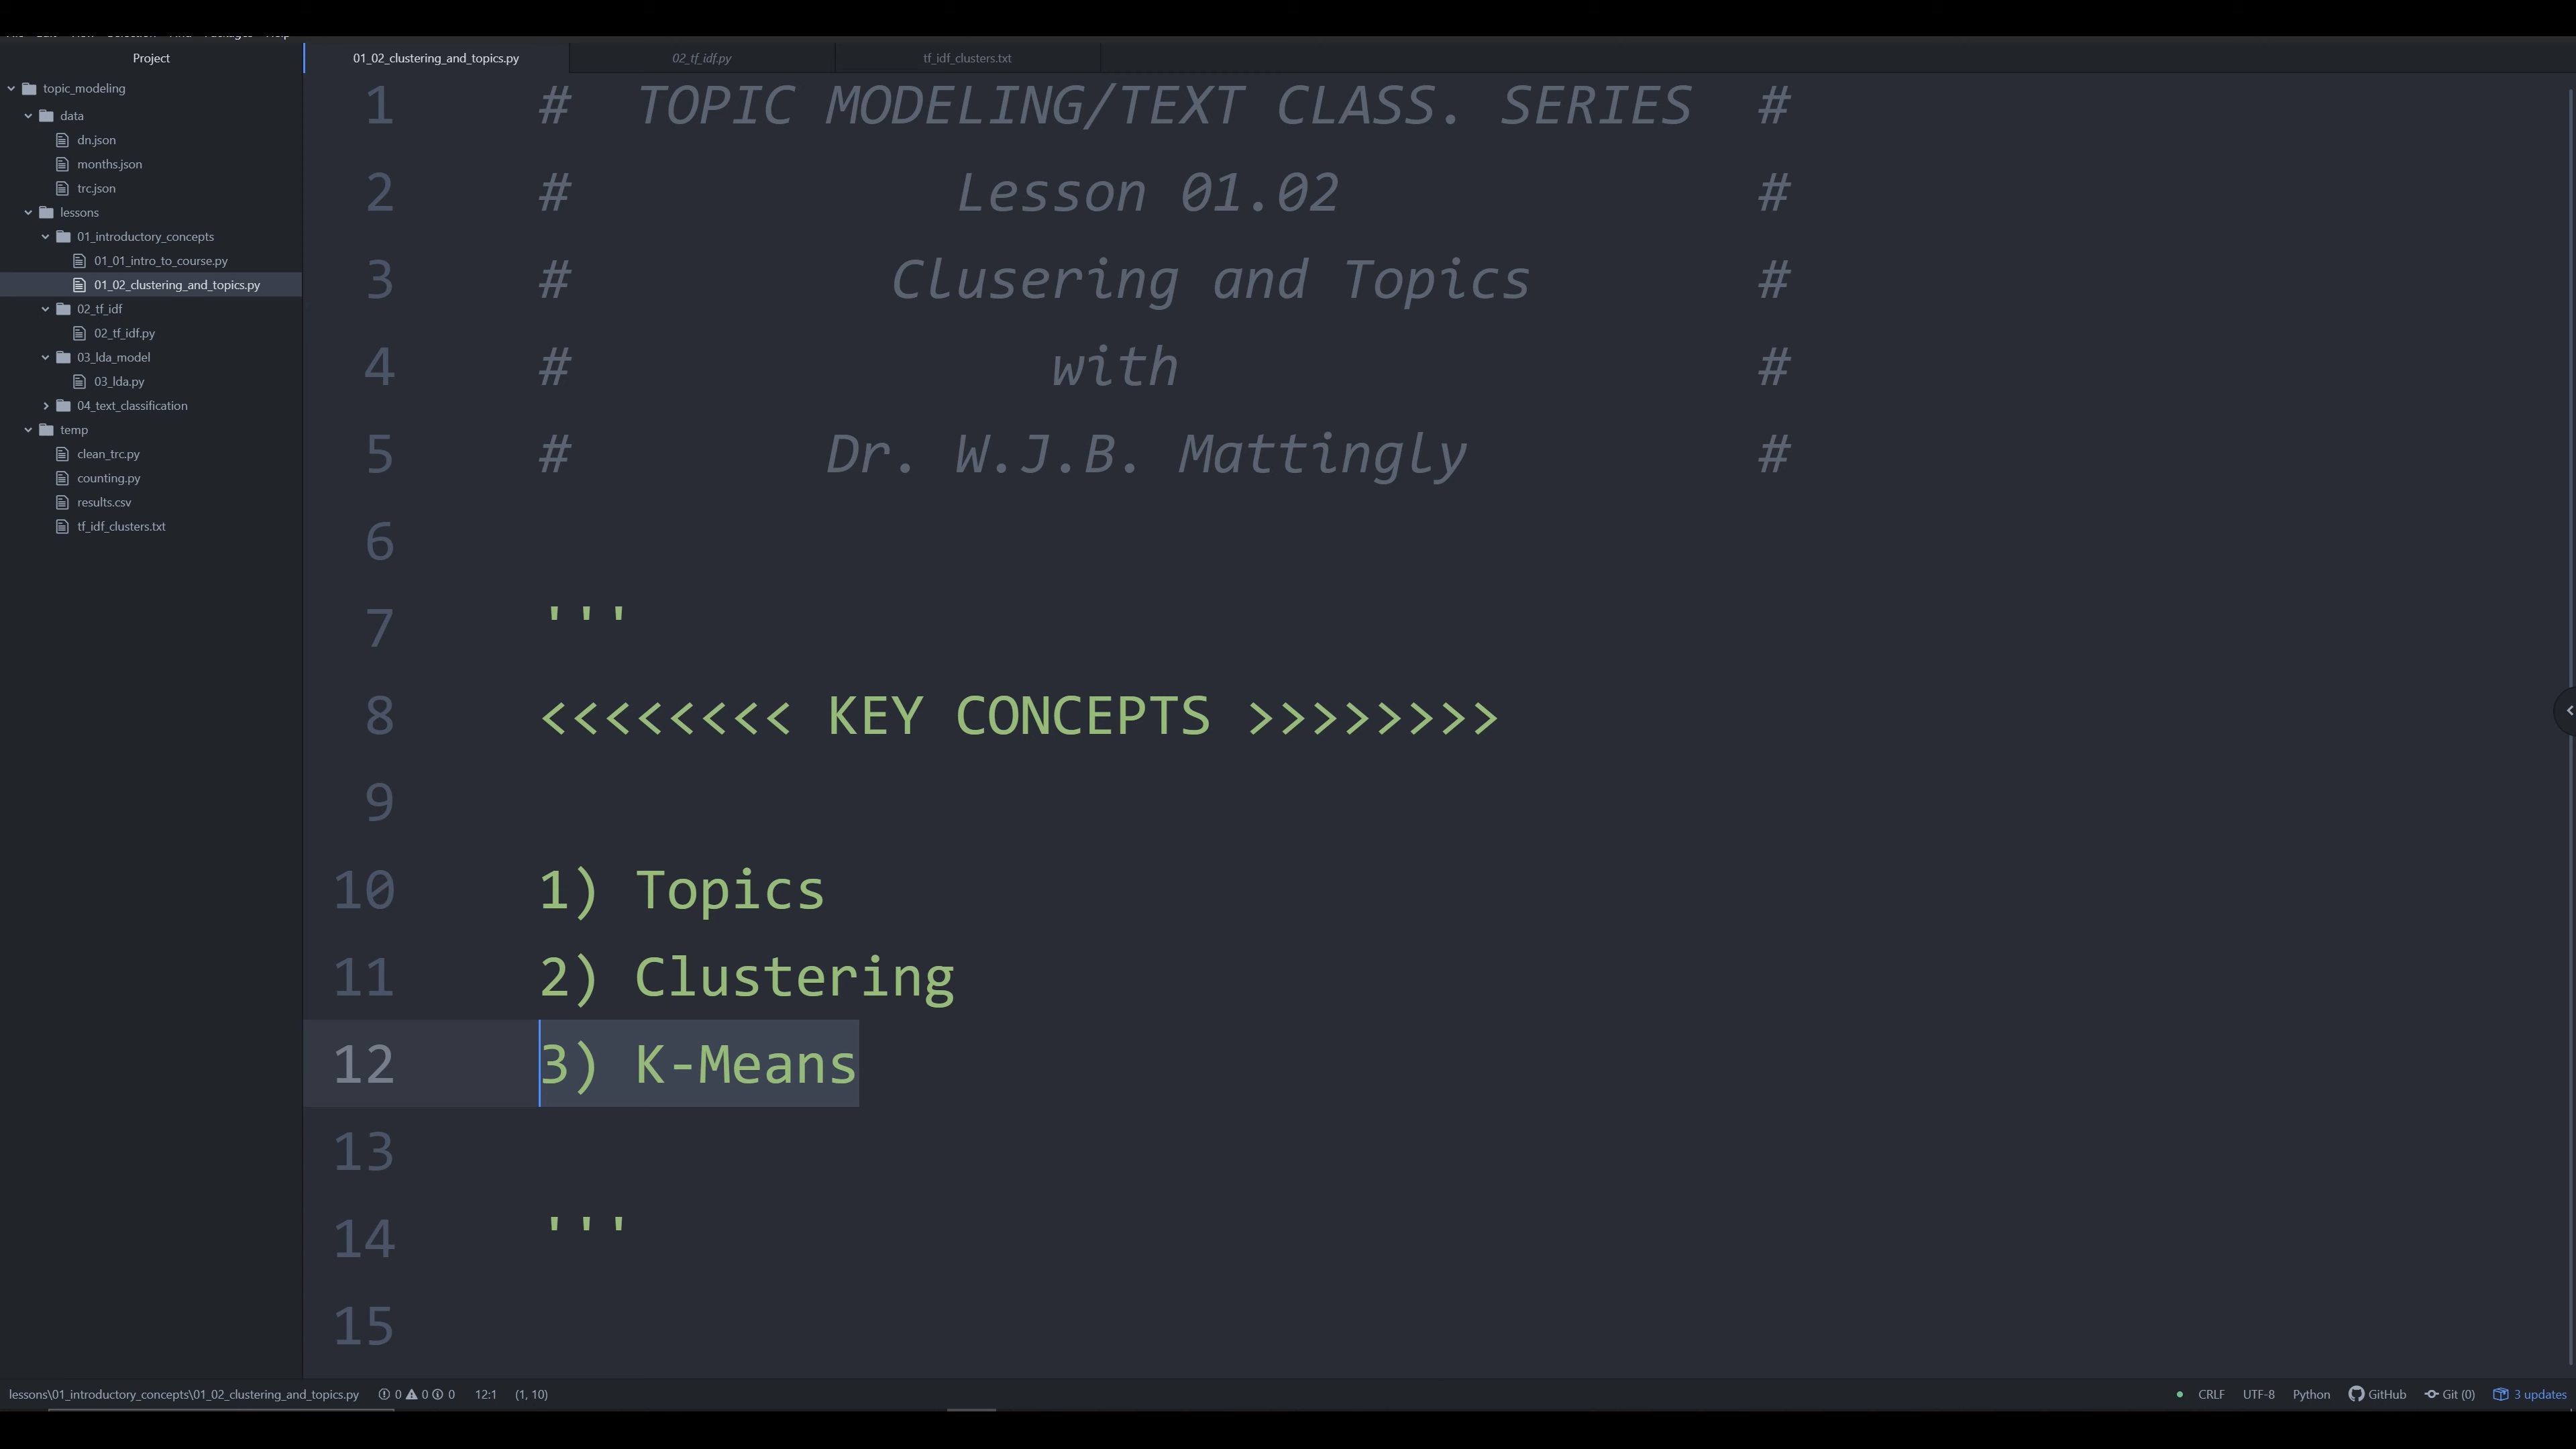 Project
topic_modeling
data
dn.json
months.json
trc.json
lessons
01_introductory_concepts
01_01_intro_to_course.py
01_02_clustering_and_topics.py
02_tf_idf
02_tf_idf.py
03_lda_model
03_lda.py
04_text_classification
temp
clean_trc.py
counting.py
results.csv
tf_idf_clusters.txt
01_02_clustering_and_topics.py 02_tf_idf.py tf_idf_clusters.txt
1 # TOPIC MODELING/TEXT CLASS. SERIES #
2 # Lesson 01.02 #
3 # Clusering and Topics #
4 # with #
5 # Dr. W.J.B. Mattingly #
6
7 '''
8 <<<<<<<< KEY CONCEPTS >>>>>>>>
9
10 1) Topics
11 2) Clustering
12 3) K-Means
13
14 '''
15
lessons\01_introductory_concepts\01_02_clustering_and_topics.py 0 0 0 12:1 (1, 10) CRLF UTF-8 Python GitHub Git (0) 3 updates